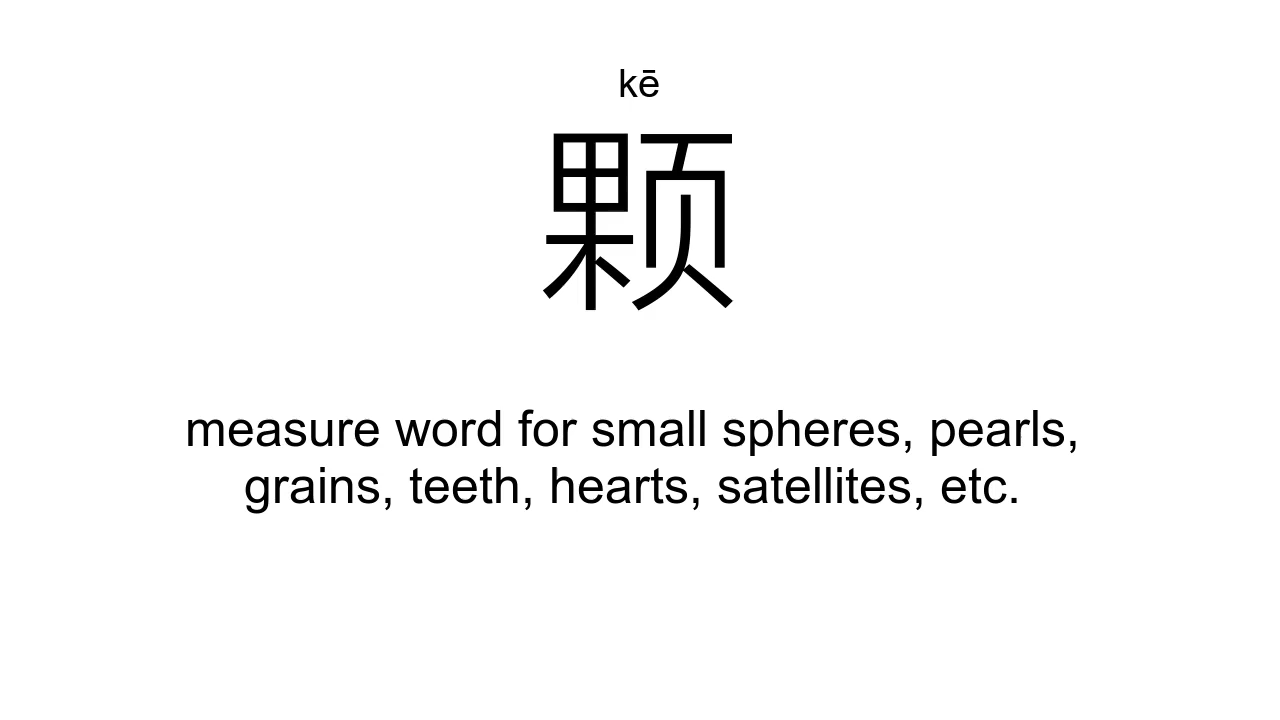 kē
颗
measure word for small spheres, pearls,
grains, teeth, hearts, satellites, etc.